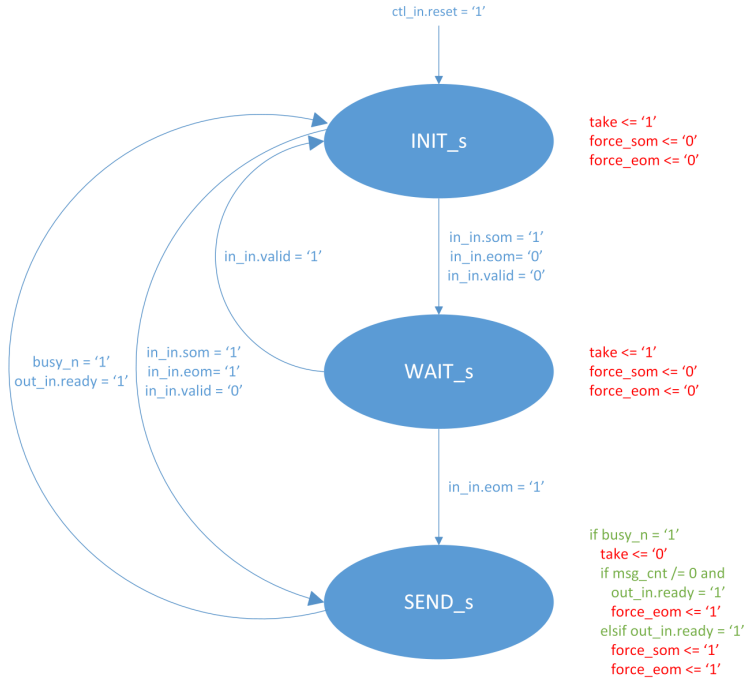 ctl_in.reset = ‘1’
INIT_s
take <= ‘1’
force_som <= ‘0’
force_eom <= ‘0’
in_in.som = ‘1’
in_in.eom= ‘0’
in_in.valid = ‘0’
in_in.valid = ‘1’
busy_n = ‘1’
out_in.ready = ‘1’
in_in.som = ‘1’
in_in.eom= ‘1’
in_in.valid = ‘0’
WAIT_s
take <= ‘1’
force_som <= ‘0’
force_eom <= ‘0’
in_in.eom = ‘1’
SEND_s
if busy_n = ‘1’
take <= ‘0’
if msg_cnt /= 0 and
out_in.ready = ‘1’
force_eom <= ‘1’
elsif out_in.ready = ‘1’
force_som <= ‘1’
force_eom <= ‘1’